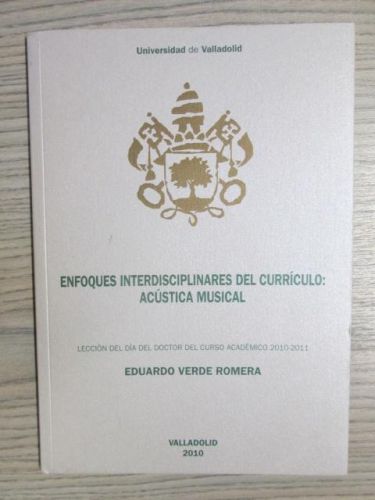 Universidad de Valladolid
ENFOQUES INTERDISCIPLINARES DEL CURRÍCULO:
ACÚSTICA MUSICAL
LECCIÓN DEL DÍA DEL DOCTOR DEL CURSO ACADÉMICO 2010-2011
EDUARDO VERDE ROMERA
VALLADOLID
2010